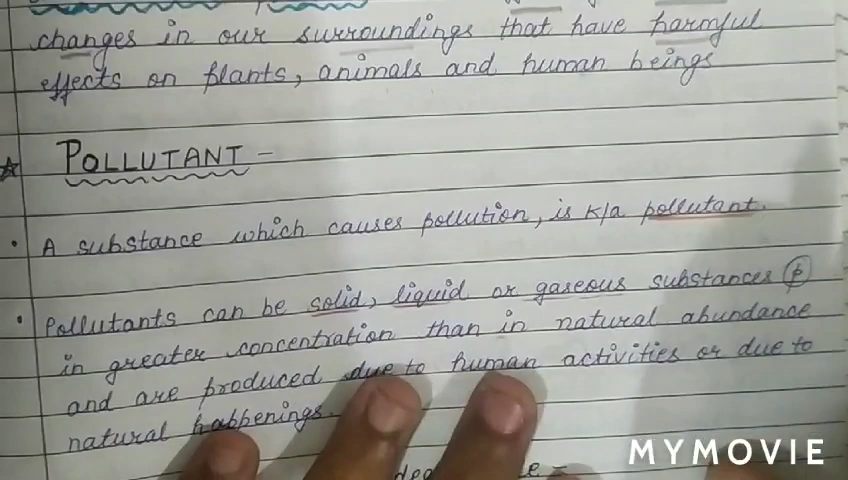 changes in our surroundings that have harmful
effects on plants, animals and human beings
☆ POLLUTANT -
• A substance which causes pollution, is k/a pollutant.
• Pollutants can be solid, liquid or gaseous substances ⓟ
in greater concentration than in natural abundance
and are produced due to human activities or due to
natural happenings.
MYMOVIE